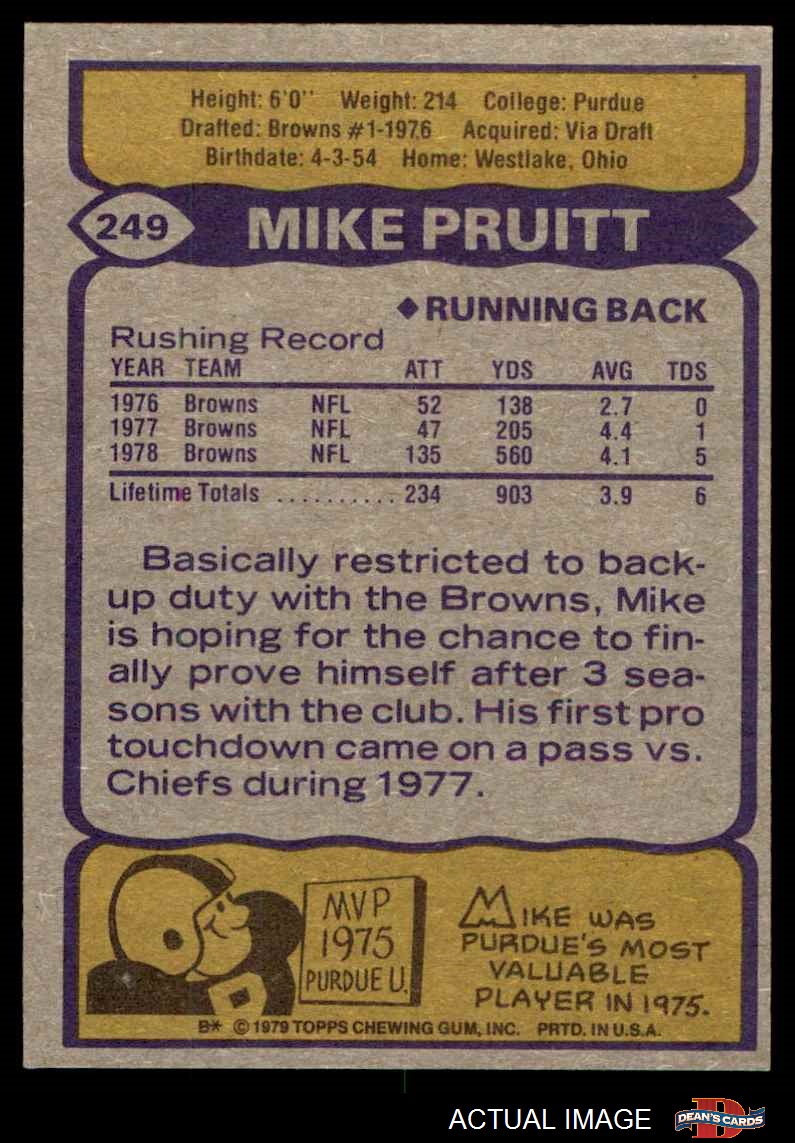 Height: 6'0" Weight: 214 College: Purdue
Drafted: Browns #1-1976 Acquired: Via Draft
Birthdate: 4-3-54 Home: Westlake, Ohio
249 MIKE PRUITT
◆RUNNING BACK
Rushing Record
YEAR TEAM ATT YDS AVG TDS
1976 Browns NFL 52 138 2.7 0
1977 Browns NFL 47 205 4.4 1
1978 Browns NFL 135 560 4.1 5
Lifetime Totals .......... 234 903 3.9 6
Basically restricted to back-
up duty with the Browns, Mike
is hoping for the chance to fin-
ally prove himself after 3 sea-
sons with the club. His first pro
touchdown came on a pass vs.
Chiefs during 1977.
MVP
1975
PURDUE U.
MIKE WAS
PURDUE'S MOST
VALUABLE
PLAYER IN 1975.
B* © 1979 TOPPS CHEWING GUM, INC. PRTD. IN U.S.A.
ACTUAL IMAGE
D
DEAN'S CARDS